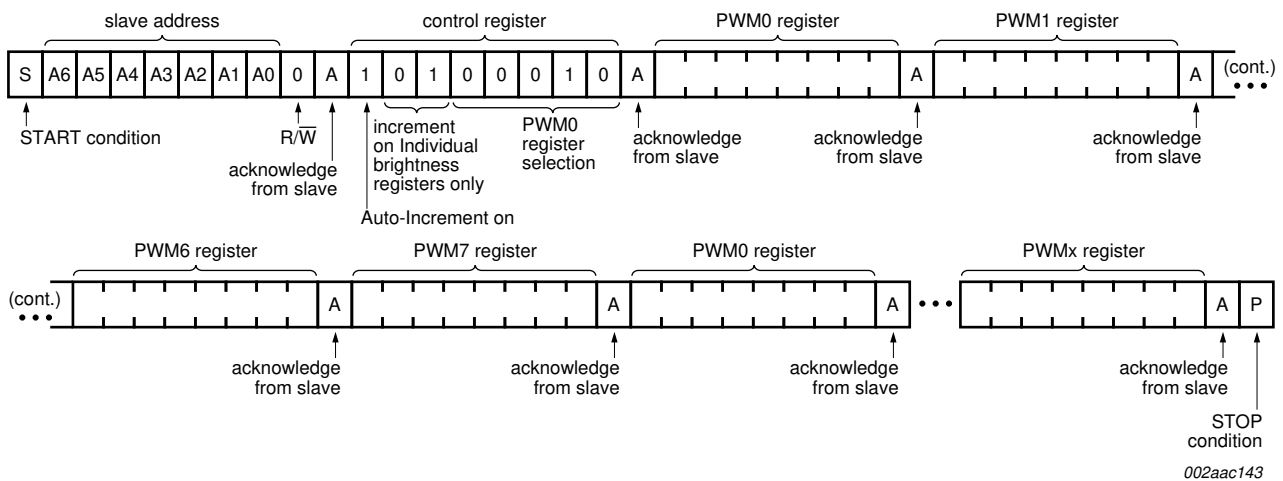 slave address control register PWM0 register PWM1 register
S A6 A5 A4 A3 A2 A1 A0 0 A 1 0 1 0 0 0 1 0 A A A (cont.)
START condition R/W̅ increment PWM0 acknowledge acknowledge acknowledge
on Individual register from slave from slave from slave
acknowledge brightness selection
from slave registers only
Auto-Increment on
PWM6 register PWM7 register PWM0 register PWMx register
(cont.) A A A A P
acknowledge acknowledge acknowledge acknowledge
from slave from slave from slave from slave
STOP
condition
002aac143